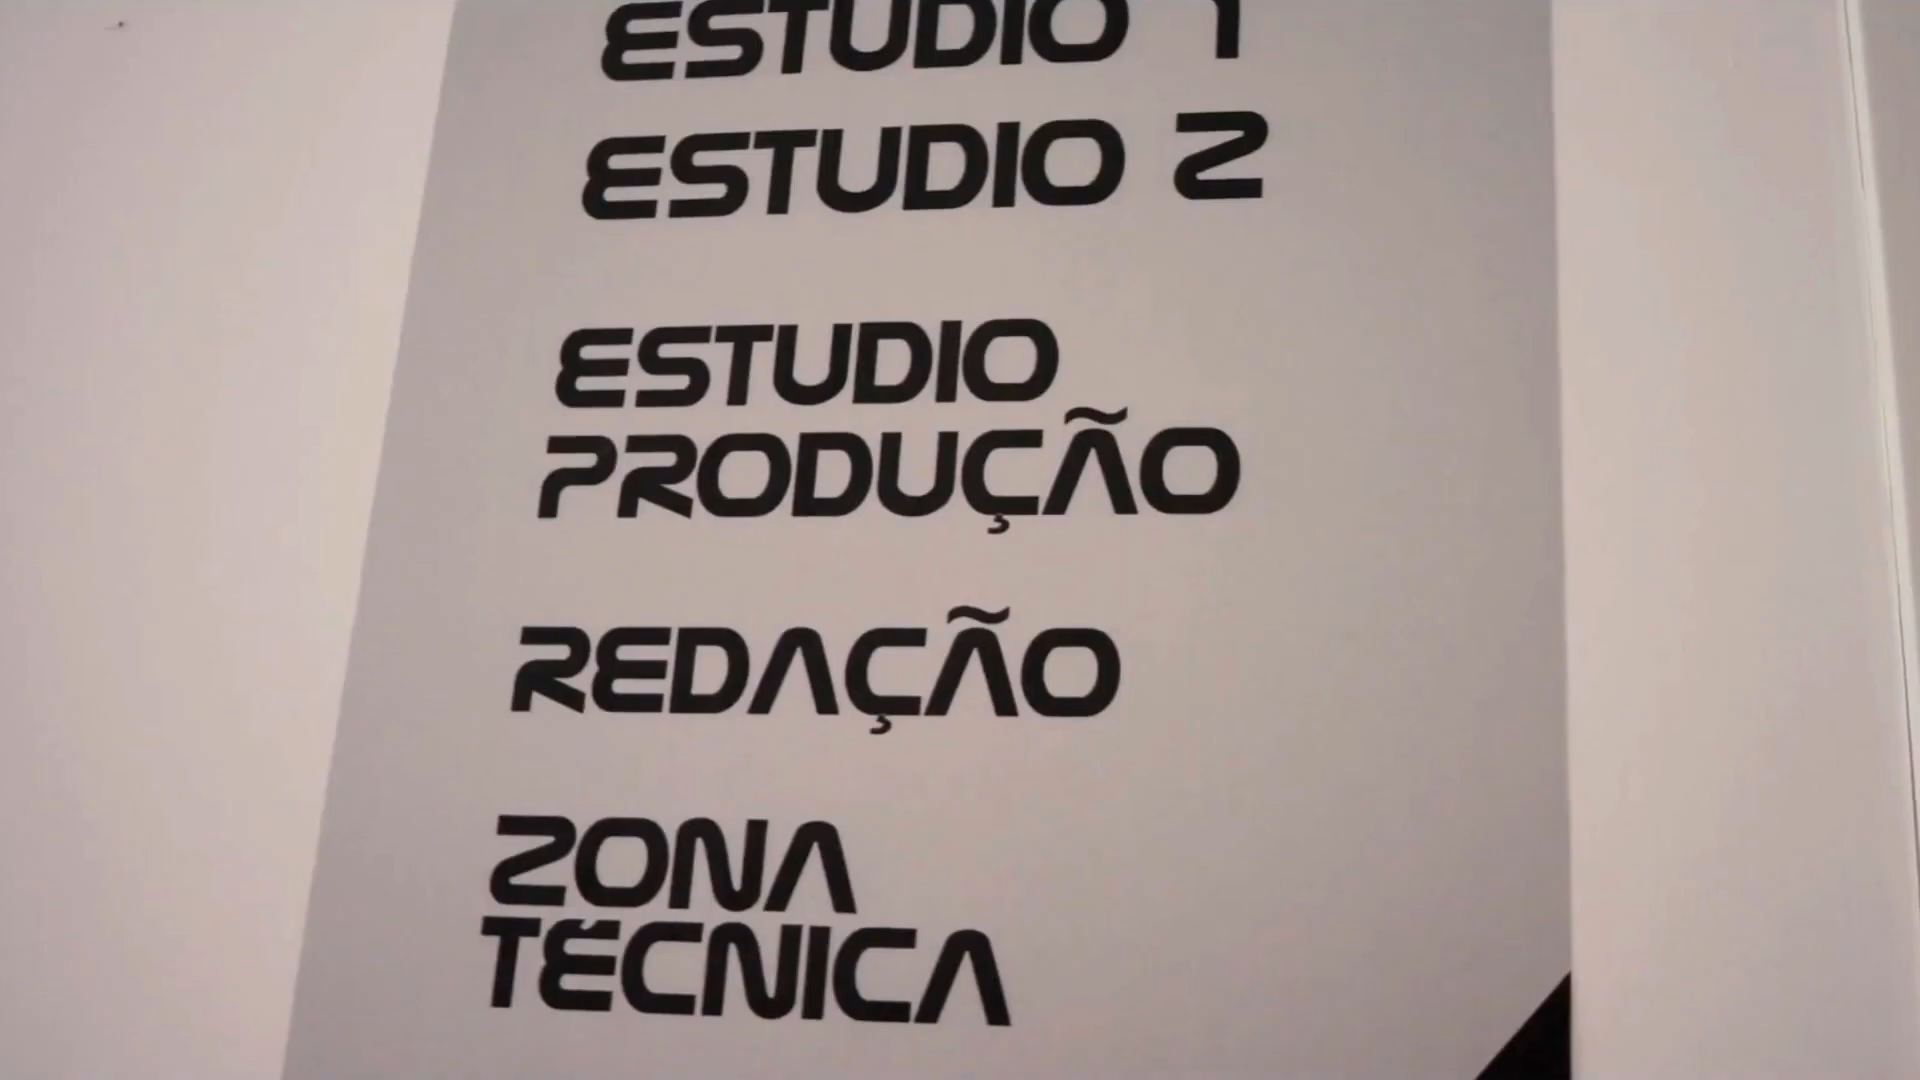 ESTUDIO 1
ESTUDIO 2
ESTUDIO
PRODUÇÃO
REDAÇÃO
ZONA
TÉCNICA